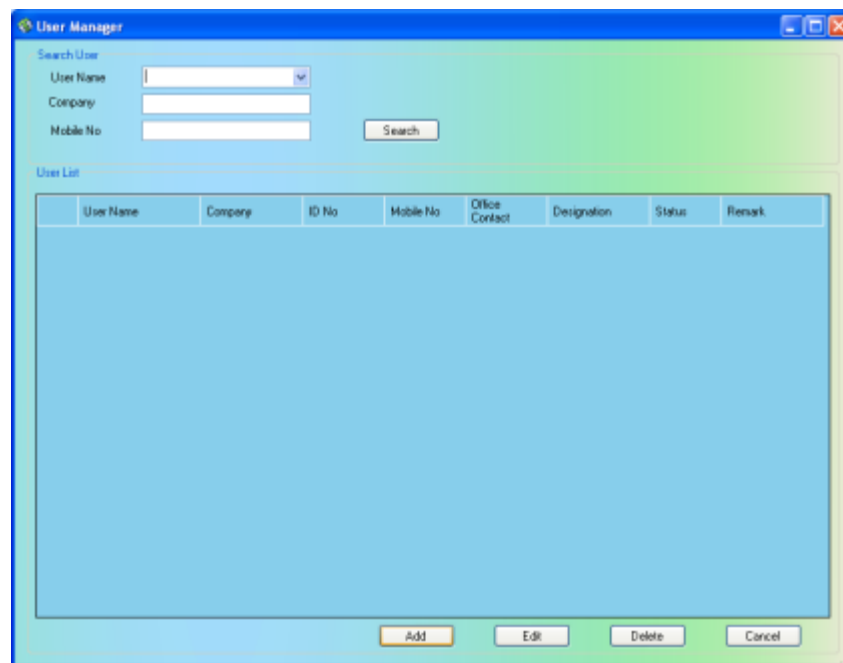 User Manager
Search User
User Name
Company
Mobile No
Search
User List
User Name Company ID No Mobile No Office Contact Designation Status Remark
Add Edit Delete Cancel